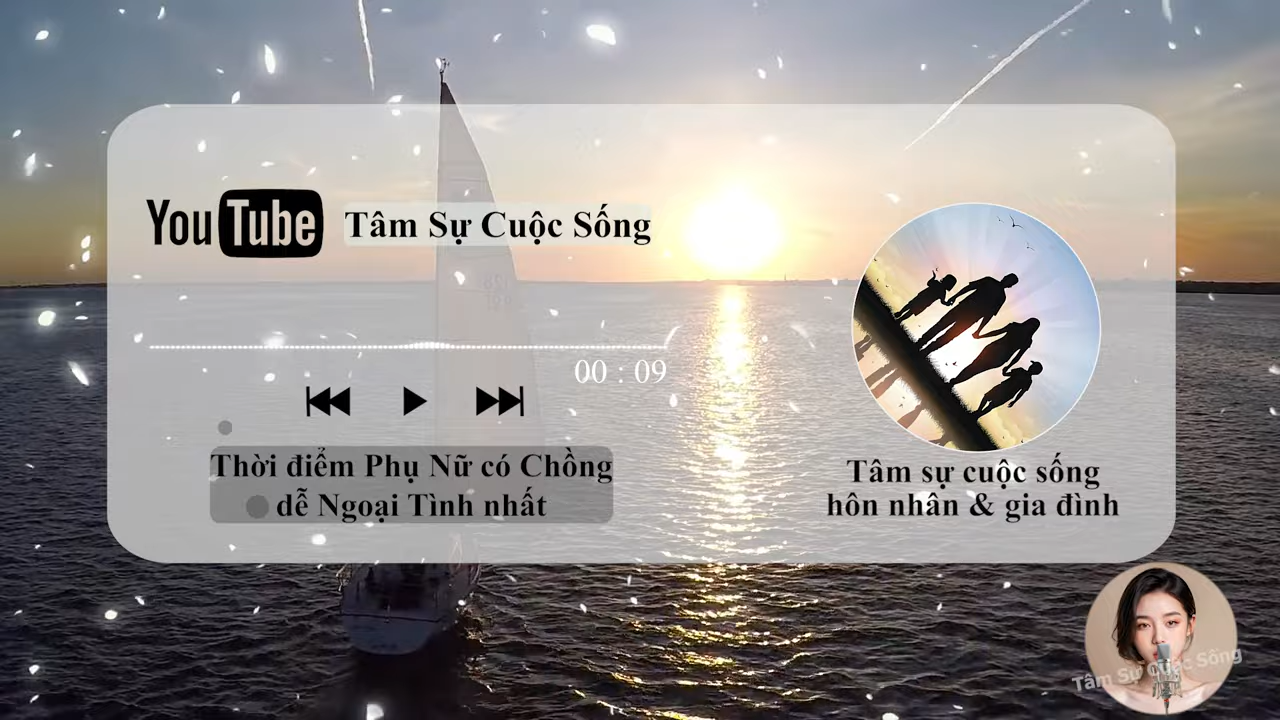 YouTube Tâm Sự Cuộc Sống
00 : 09
Thời điểm Phụ Nữ có Chồng
dễ Ngoại Tình nhất
Tâm sự cuộc sống
hôn nhân & gia đình
Tâm Sự Cuộc Sống